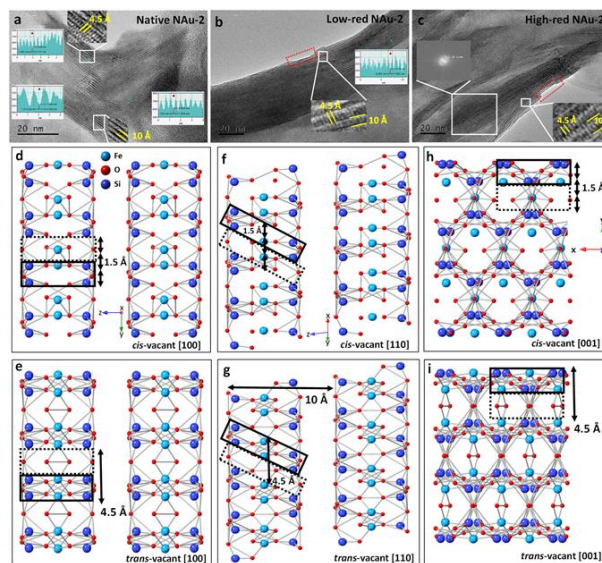 a
Native NAu-2
4.5 Å
10 Å
20 nm
b
Low-red NAu-2
4.5 Å
10 Å
20 nm
c
High-red NAu-2
4.5 Å
10
20 nm
d
Fe
O
Si
1.5 Å
z
x
y
cis-vacant [100]
f
1.5 Å
z
x
y
cis-vacant [110]
h
1.5 Å
x
cis-vacant [001]
e
4.5 Å
trans-vacant [100]
g
10 Å
4.5 Å
trans-vacant [110]
i
4.5 Å
trans-vacant [001]